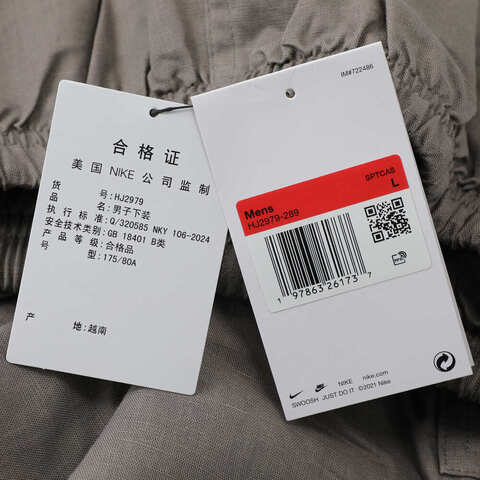 合格证
美国 NIKE 公司监制
货 号: HJ2979
品 名: 男子下装
执行标准: Q/320585 NKY 106-2024
安全技术类别: GB 18401 B类
产品等级: 合格品
号 型: 175/80A
产 地: 越南
IM#722486
SPTCAS
Mens
L
HJ2979-289
1 97863 26173 7
NIKE nike.com
SWOOSH JUST DO IT ©2021 Nike